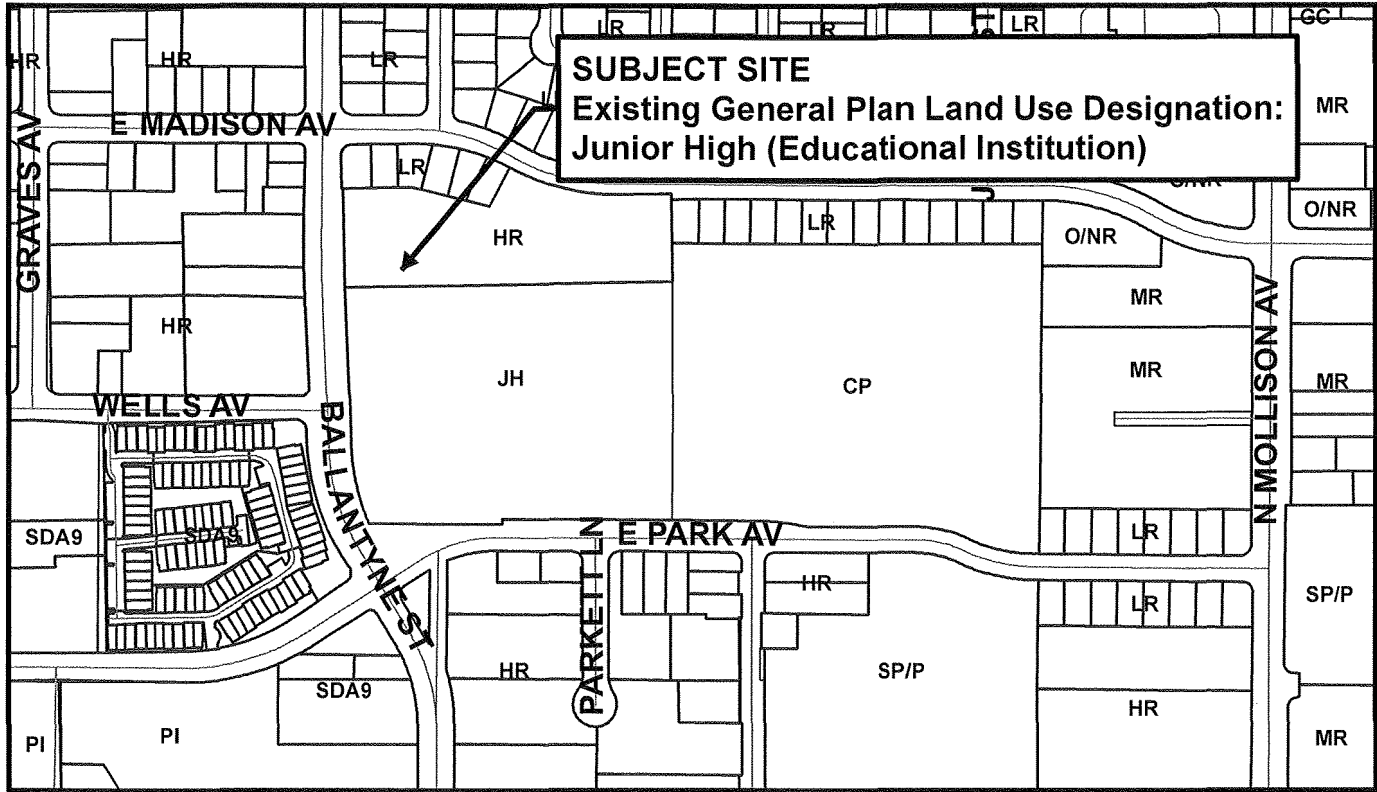 LR
LR
LR
GC
HR
HR
LR
SUBJECT SITE
Existing General Plan Land Use Designation:
Junior High (Educational Institution)
MR
E MADISON AV
GRAVES AV
LR
O/NR
HR
LR
O/NR
MR
HR
JH
CP
MR
MR
N MOLLISON AV
WELLS AV
BALLANTYNE ST
SDA9
SDA9
E PARK AV
PARKETT LN
LR
HR
LR
SP/P
HR
SP/P
SDA9
HR
PI
PI
MR